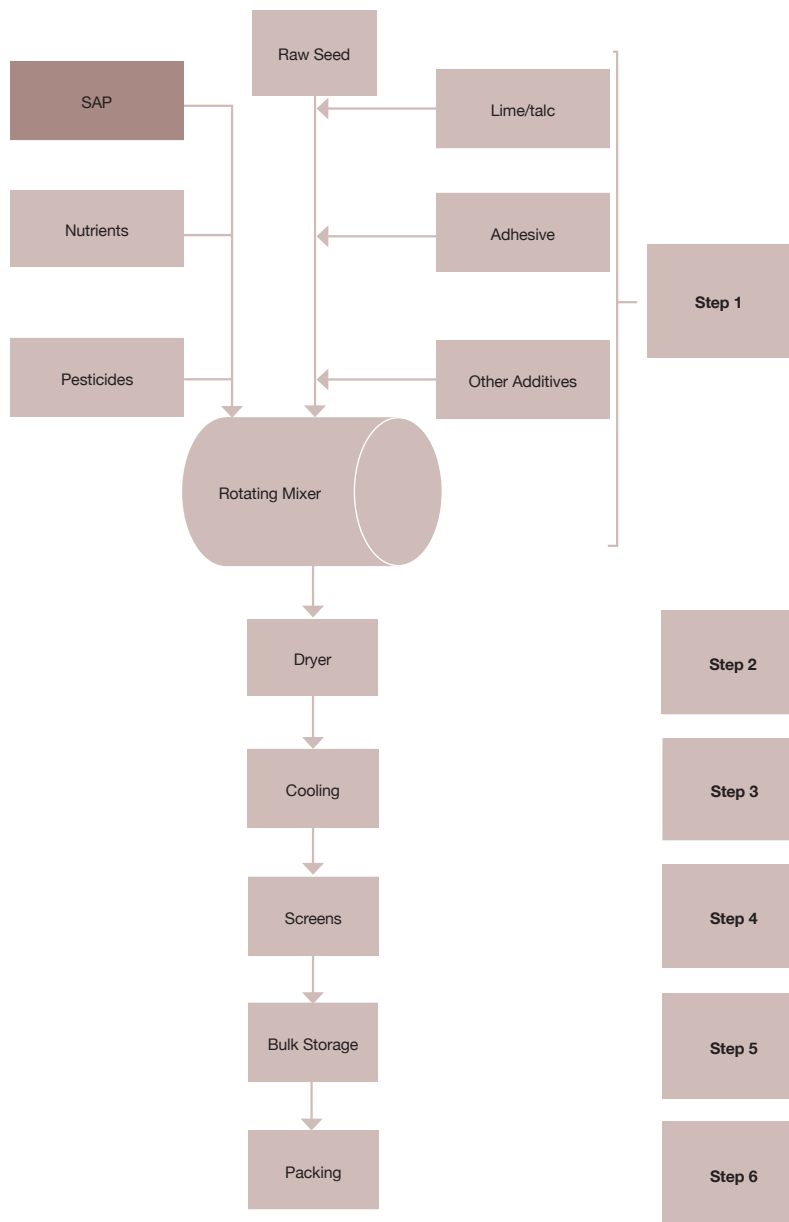 Raw Seed
SAP
Lime/talc
Nutrients
Adhesive
Step 1
Pesticides
Other Additives
Rotating Mixer
Dryer
Step 2
Cooling
Step 3
Screens
Step 4
Bulk Storage
Step 5
Packing
Step 6